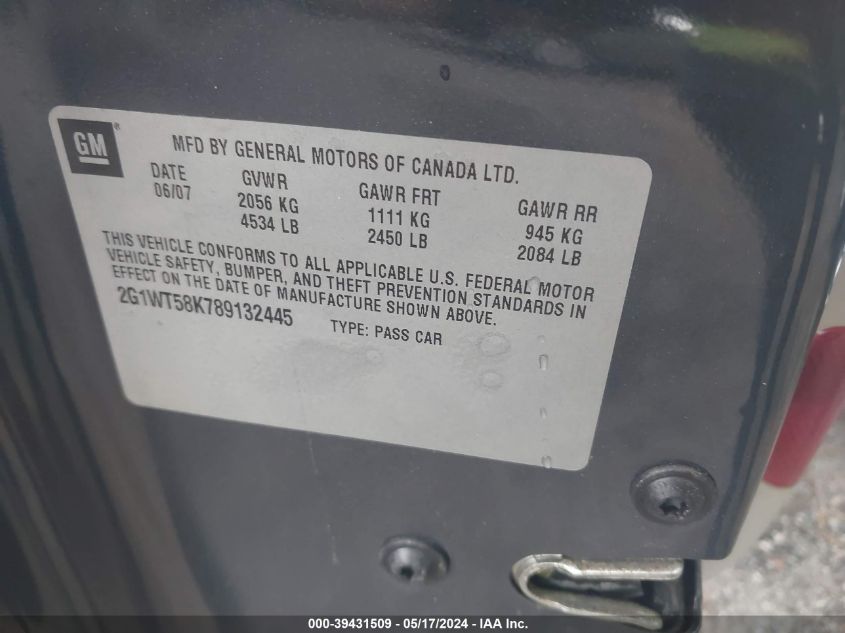 GM®
MFD BY GENERAL MOTORS OF CANADA LTD.
DATE GVWR GAWR FRT GAWR RR
06/07 2056 KG 1111 KG 945 KG
4534 LB 2450 LB 2084 LB
THIS VEHICLE CONFORMS TO ALL APPLICABLE U.S. FEDERAL MOTOR
VEHICLE SAFETY, BUMPER, AND THEFT PREVENTION STANDARDS IN
EFFECT ON THE DATE OF MANUFACTURE SHOWN ABOVE.
2G1WT58K789132445 TYPE: PASS CAR
000-39431509 - 05/17/2024 - IAA Inc.